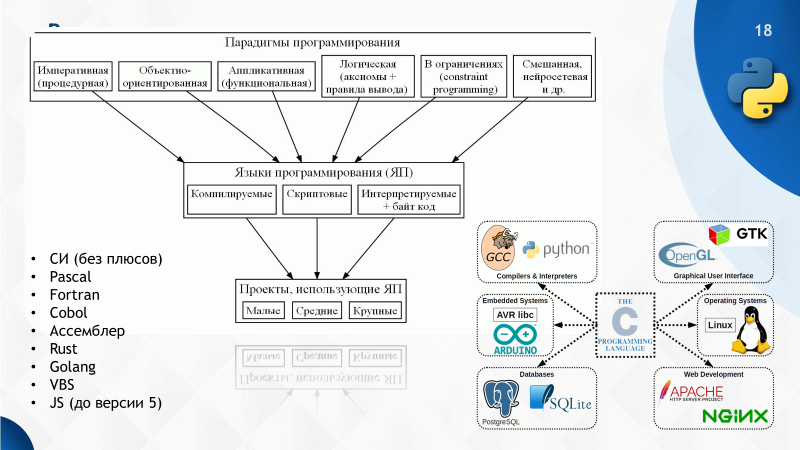 18
Парадигмы программирования
Императивная
(процедурная)
Объектно-
ориентированная
Аппликативная
(функциональная)
Логическая
(аксиомы +
правила вывода)
В ограничениях
(constraint
programming)
Смешанная,
нейросетевая
и др.
Языки программирования (ЯП)
Компилируемые
Скриптовые
Интерпретируемые
+ байт код
Проекты, использующие ЯП
Малые
Средние
Крупные
• СИ (без плюсов)
• Pascal
• Fortran
• Cobol
• Ассемблер
• Rust
• Golang
• VBS
• JS (до версии 5)
GCC
python
Compilers & Interpreters
OpenGL
GTK
Graphical User Interface
Embedded Systems
AVR libc
ARDUINO
THE
C
PROGRAMMING
LANGUAGE
Operating Systems
Linux
Databases
PostgreSQL
SQLite
Web Development
APACHE
HTTP SERVER PROJECT
NGINX